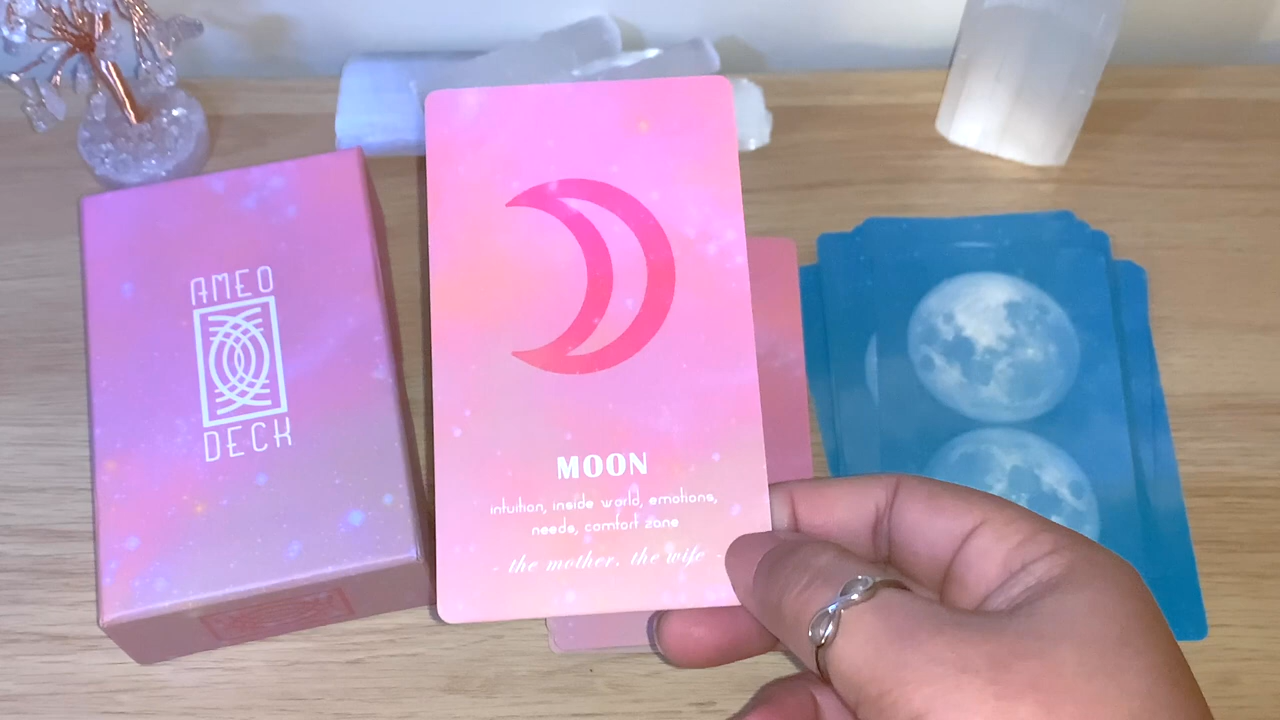 AMEO
DECK
MOON
intuition, inside world, emotions,
needs, comfort zone
- the mother, the wife -